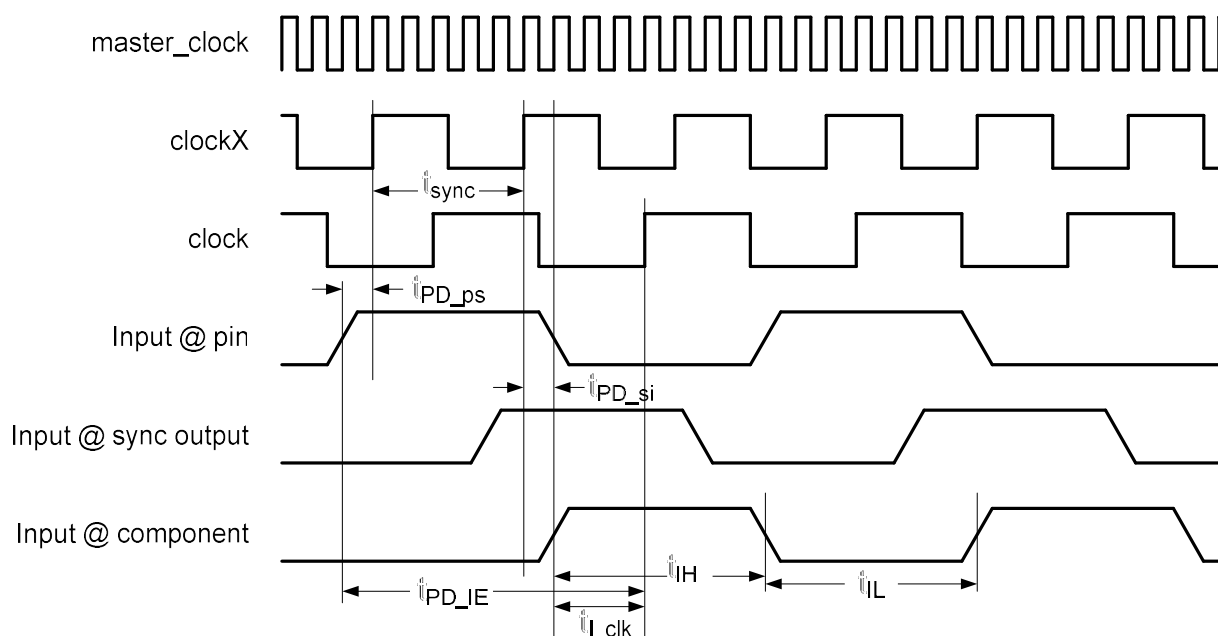 master_clock
clockX
tsync
clock
tPD_ps
Input @ pin
tPD_si
Input @ sync output
Input @ component
tIH
tIL
tPD_IE
tI_clk